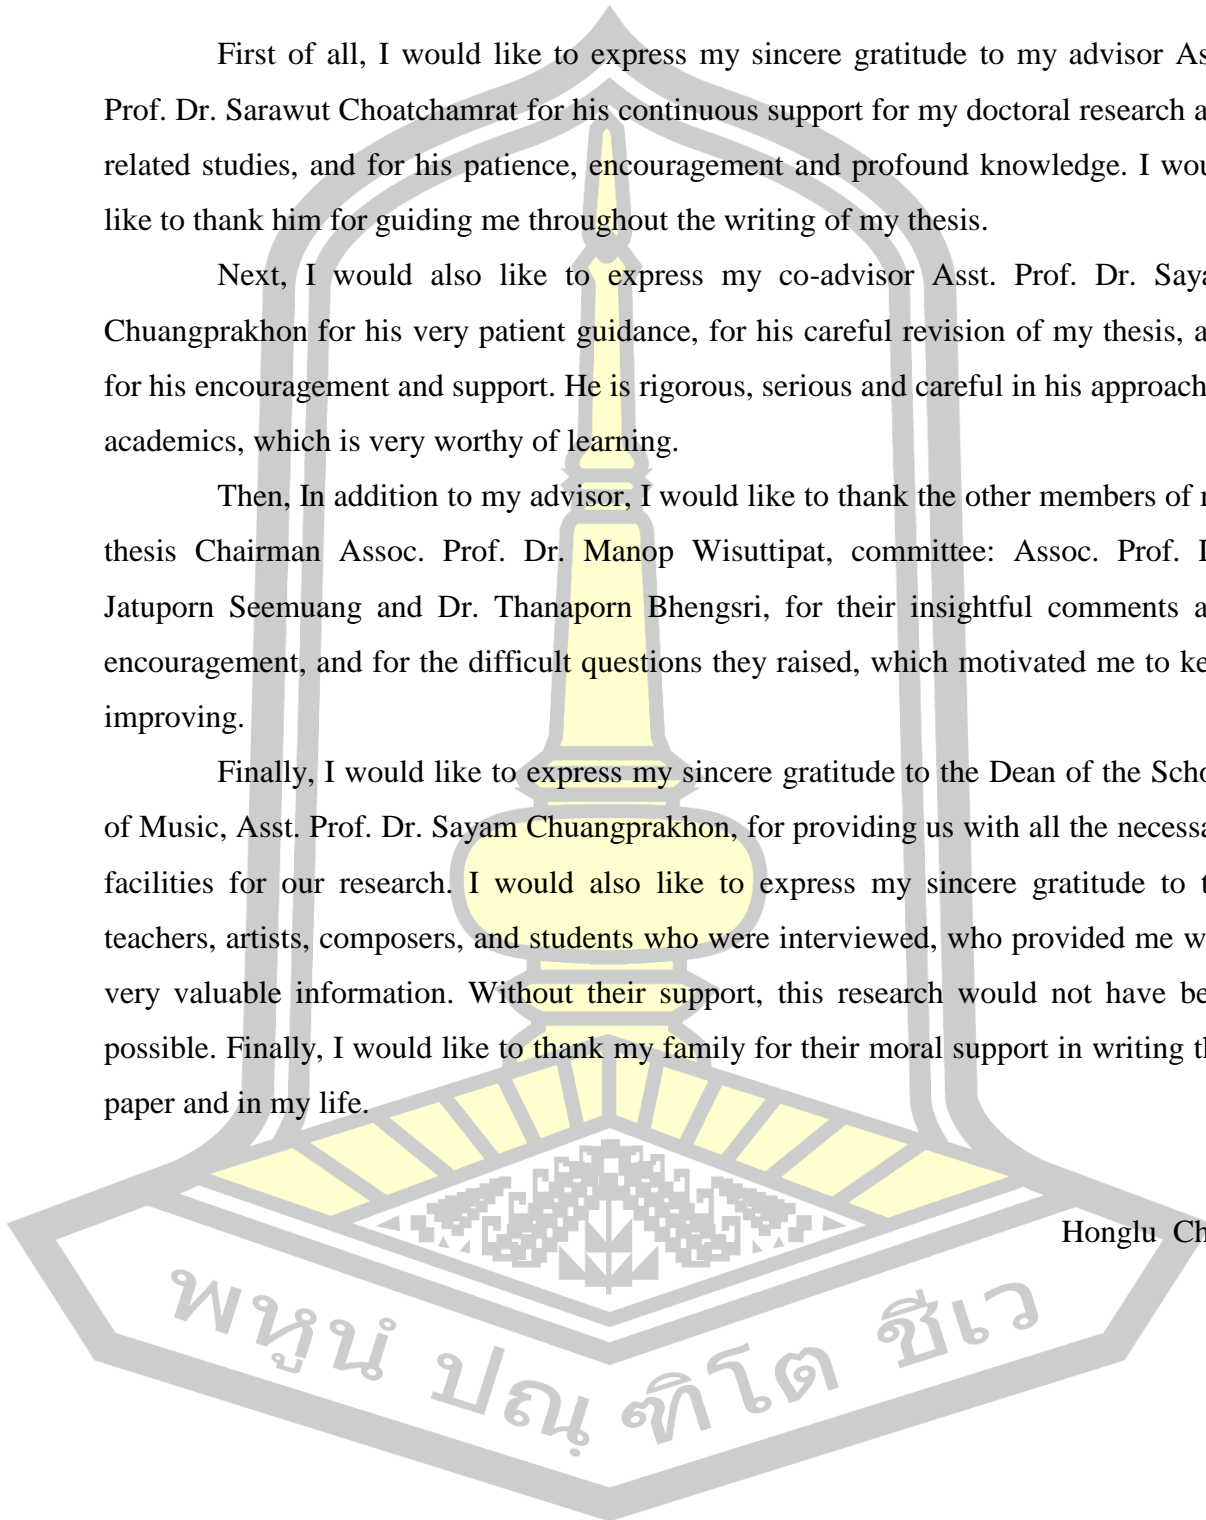 First of all, I would like to express my sincere gratitude to my advisor
Prof. Dr. Sarawut Choatchamrat for his continuous support for my doctoral research
related studies, and for his patience, encouragement and profound knowledge. I
like to thank him for guiding me throughout the writing of my thesis.
Next, I would also like to express my co-advisor Asst. Prof. Dr.
Chuangprakhon for his very patient guidance, for his careful revision of my thesis,
for his encouragement and support. He is rigorous, serious and careful in his approach
academics, which is very worthy of learning.
Then, In addition to my advisor, I would like to thank the other members of
thesis Chairman Assoc. Prof. Dr. Manop Wisuttipat, committee: Assoc. Prof.
Jatuporn Seemuang and Dr. Thanaporn Bhengsri, for their insightful comments
encouragement, and for the difficult questions they raised, which motivated me to
improving.
Finally, I would like to express my sincere gratitude to the Dean of the
of Music, Asst. Prof. Dr. Sayam Chuangprakhon, for providing us with all the
facilities for our research. I would also like to express my sincere gratitude to
teachers, artists, composers, and students who were interviewed, who provided me
very valuable information. Without their support, this research would not have
possible. Finally, I would like to thank my family for their moral support in writing
paper and in my life.
Honglu
พหูนํ ปณฺ ฑิโต ชีเว